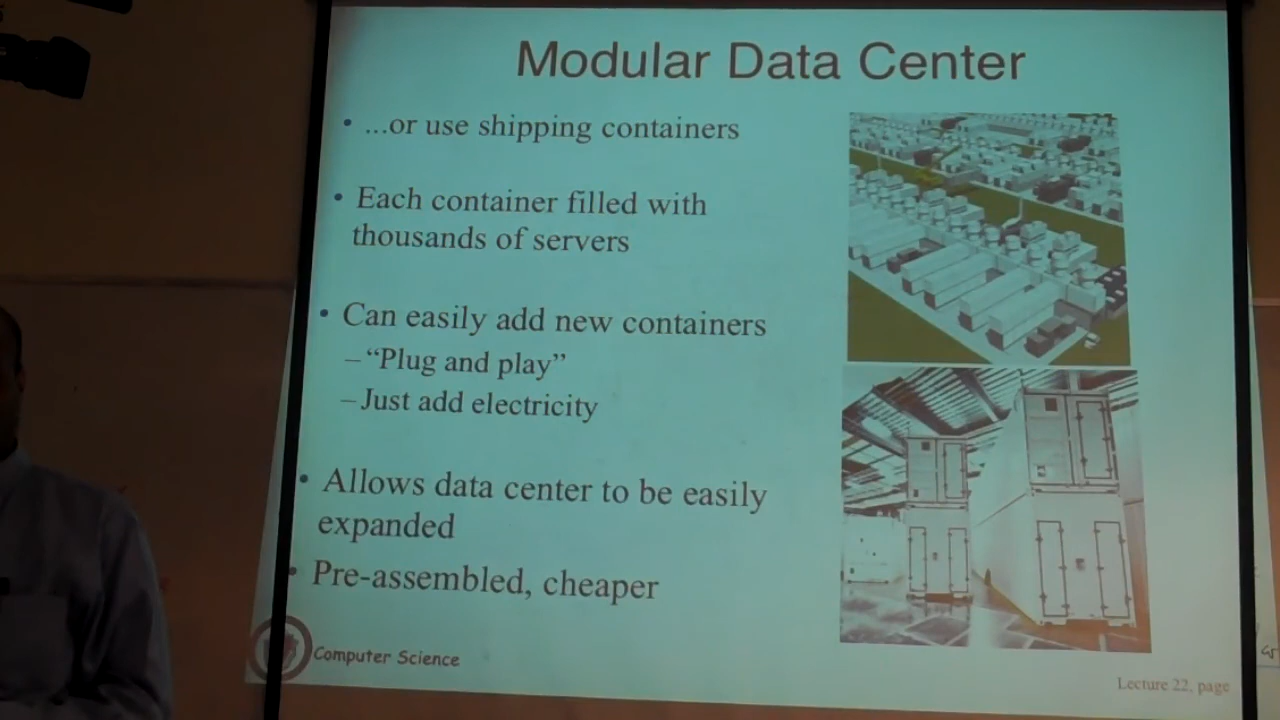 Modular Data Center
• ...or use shipping containers
• Each container filled with
thousands of servers
• Can easily add new containers
– “Plug and play”
– Just add electricity
• Allows data center to be easily
expanded
• Pre-assembled, cheaper
Computer Science
Lecture 22, page